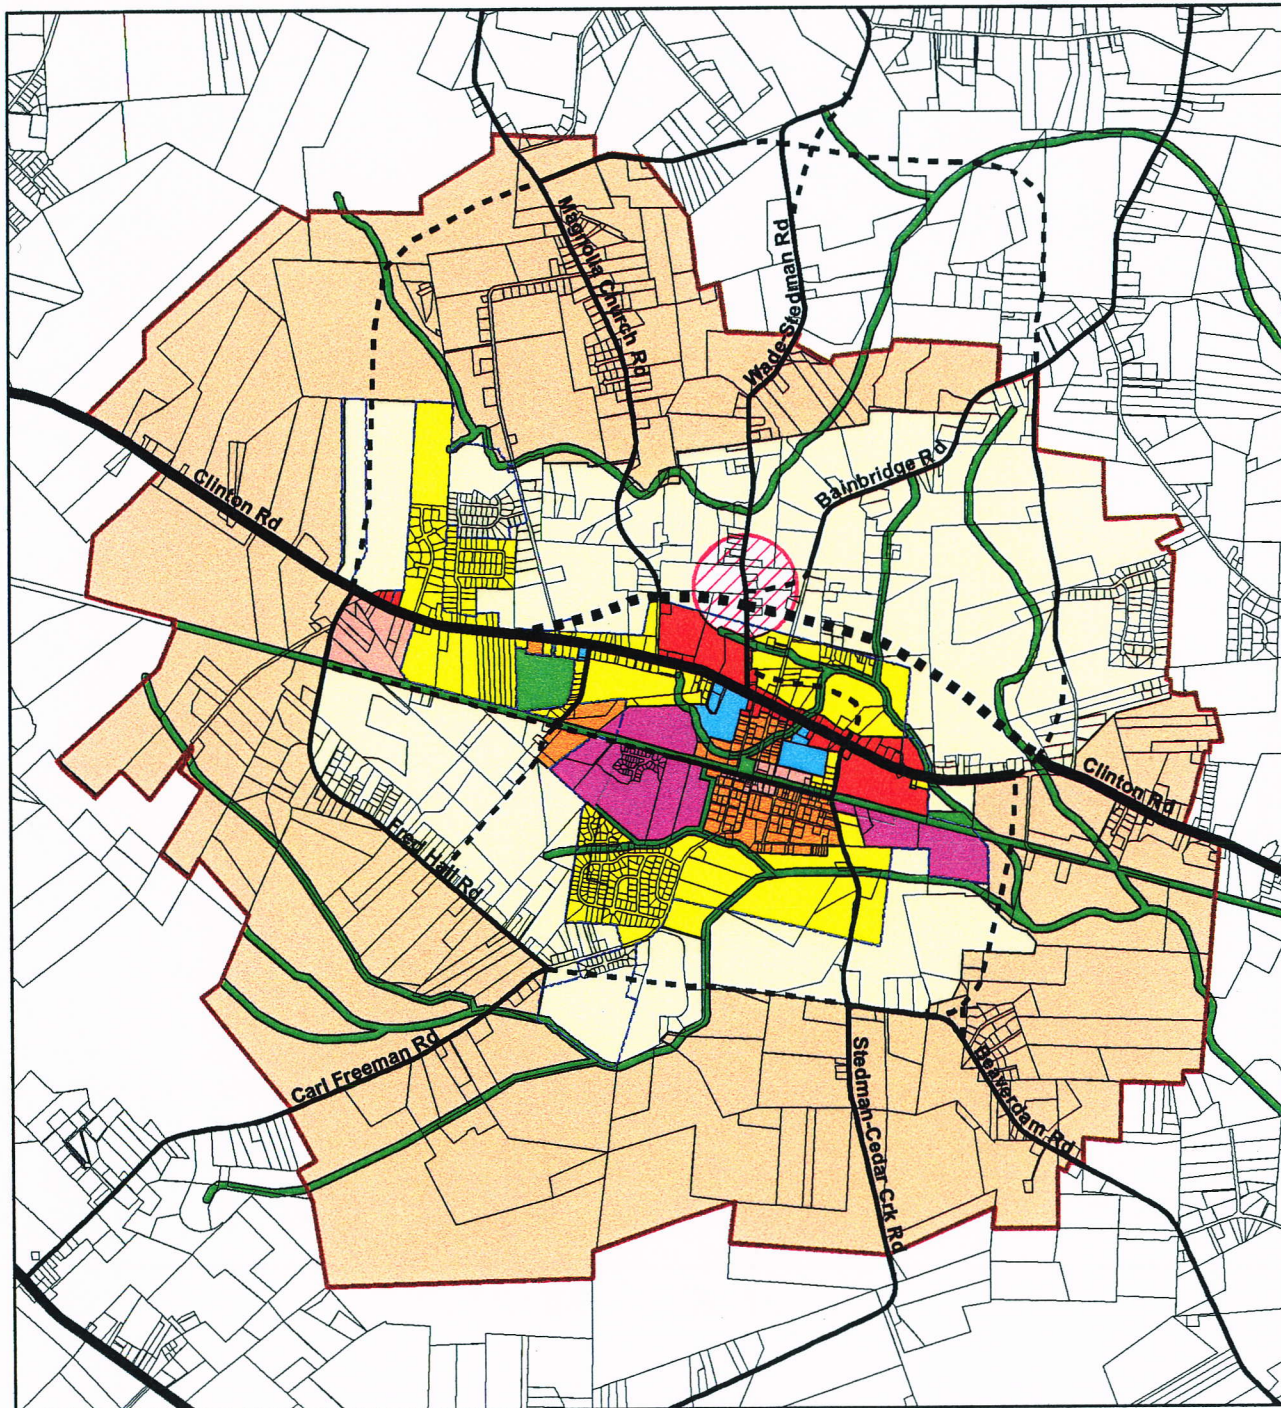 Magnolia Church Rd
Wade-Stedman Rd
Bainbridge Rd
Clinton Rd
Clinton Rd
Fred Hall Rd
Carl Freeman Rd
Stedman-Cedar Crk Rd
Beaverdam Rd